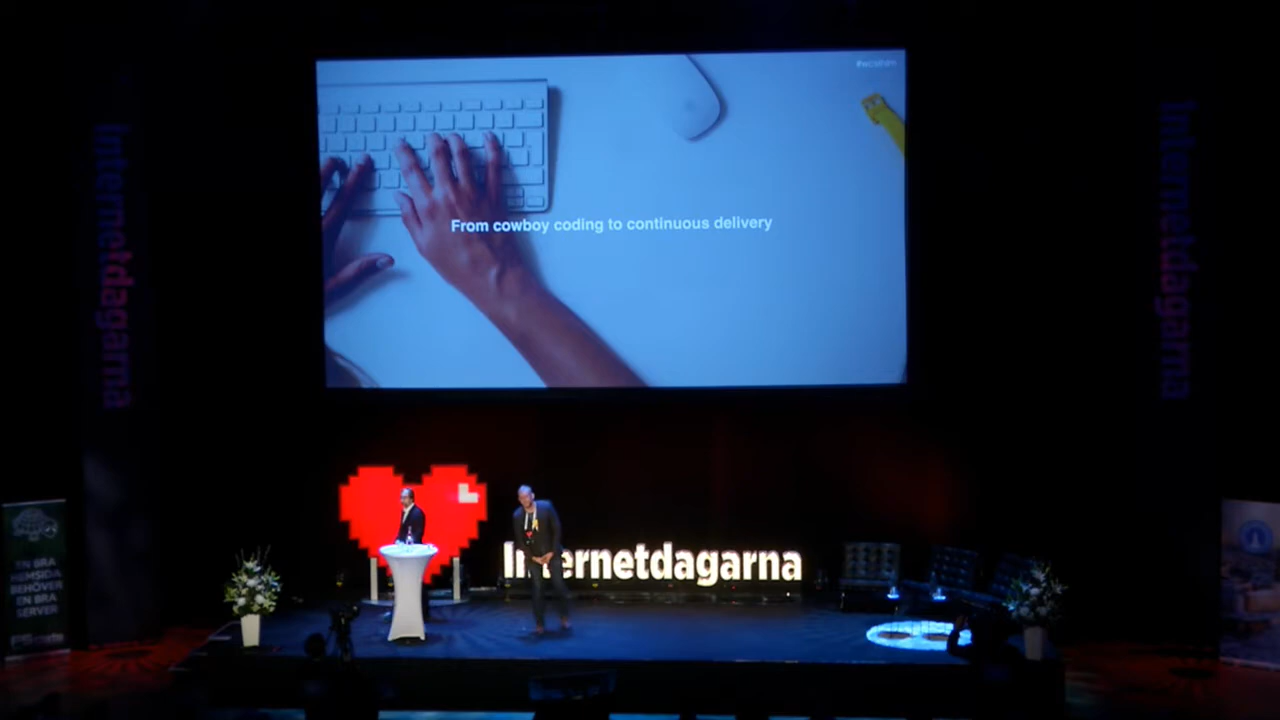 From cowboy coding to continuous delivery
Internetdagarna
Internetdagarna
Internetdagarna
EN BRA
HEMSIDA
BEHÖVER
EN BRA
SERVER